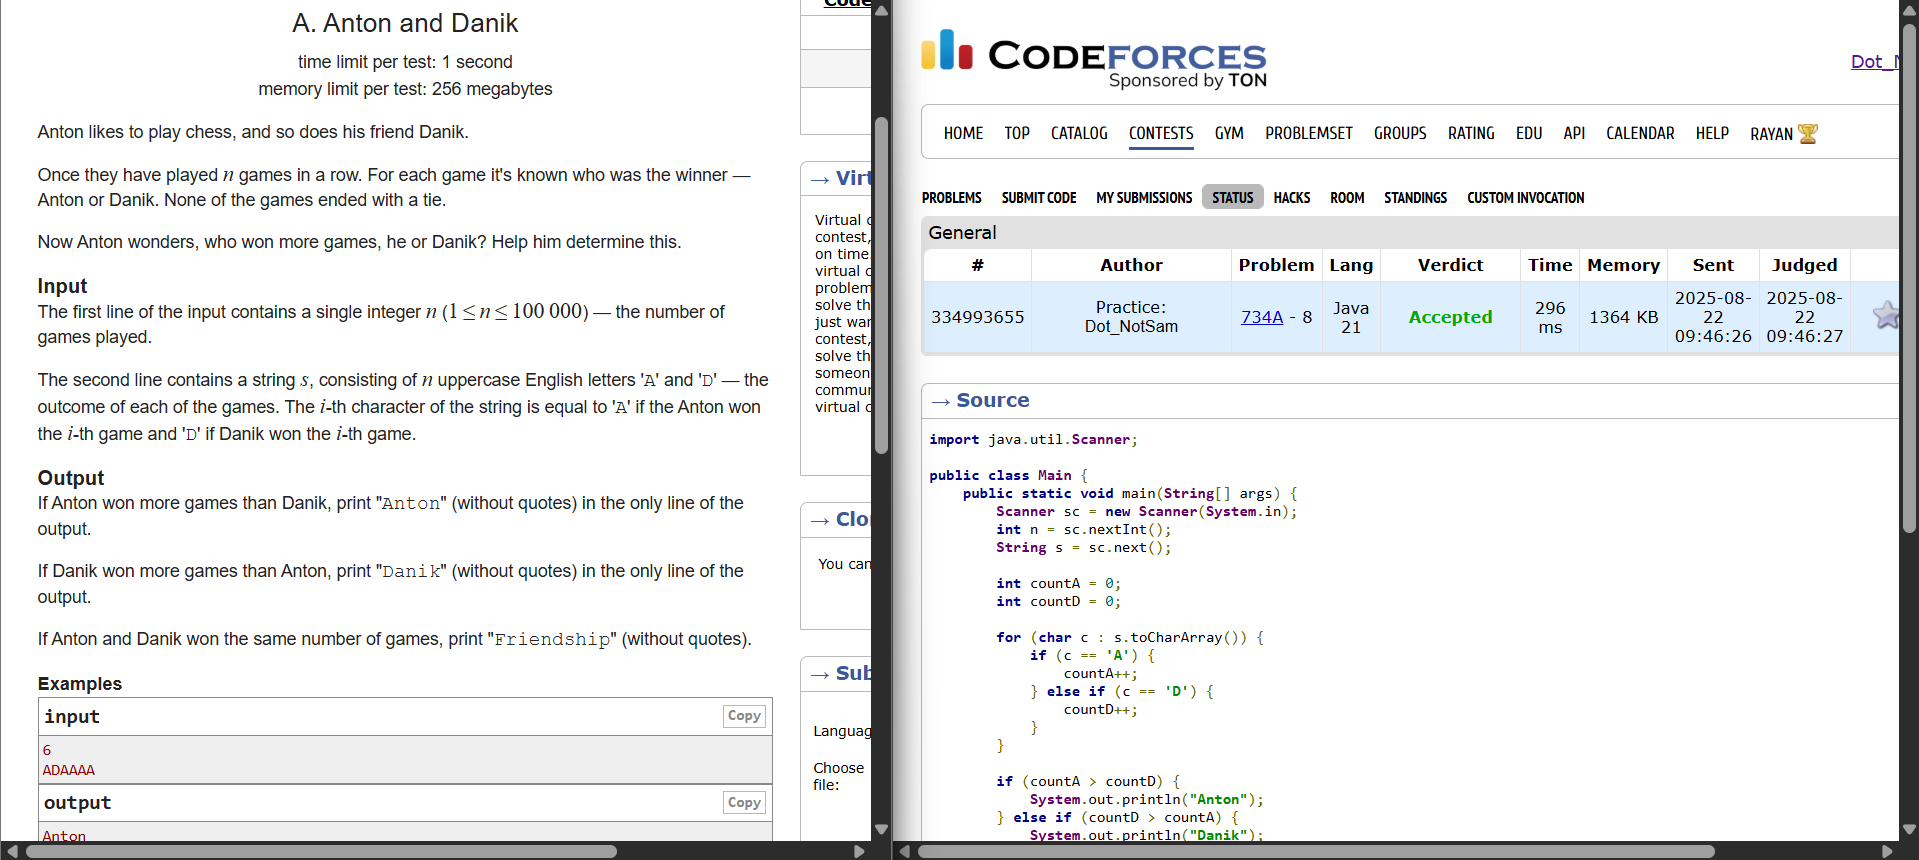 A. Anton and Danik
time limit per test: 1 second
memory limit per test: 256 megabytes
Anton likes to play chess, and so does his friend Danik.
Once they have played n games in a row. For each game it's known who was the winner —
Anton or Danik. None of the games ended with a tie.
Now Anton wonders, who won more games, he or Danik? Help him determine this.
Input
The first line of the input contains a single integer n (1 ≤ n ≤ 100 000) — the number of
games played.
The second line contains a string s, consisting of n uppercase English letters 'A' and 'D' — the
outcome of each of the games. The i-th character of the string is equal to 'A' if the Anton won
the i-th game and 'D' if Danik won the i-th game.
Output
If Anton won more games than Danik, print "Anton" (without quotes) in the only line of the
output.
If Danik won more games than Anton, print "Danik" (without quotes) in the only line of the
output.
If Anton and Danik won the same number of games, print "Friendship" (without quotes).
Examples
input
Copy
6
ADAAAA
output
Copy
Anton
→ Virt
Virtual c
contest,
on time
virtual c
problem
solve th
just war
contest,
solve th
someon
commu
virtual c
→ Clo
You can
→ Sub
Languag
Choose
file:
CODEFORCES
Sponsored by TON
Dot_N
HOME TOP CATALOG CONTESTS GYM PROBLEMSET GROUPS RATING EDU API CALENDAR HELP RAYAN
PROBLEMS SUBMIT CODE MY SUBMISSIONS STATUS HACKS ROOM STANDINGS CUSTOM INVOCATION
General
# Author Problem Lang Verdict Time Memory Sent Judged
334993655 Practice: Dot_NotSam 734A - 8 Java 21 Accepted 296 ms 1364 KB 2025-08-22 09:46:26 2025-08-22 09:46:27
→ Source
import java.util.Scanner;
public class Main {
public static void main(String[] args) {
Scanner sc = new Scanner(System.in);
int n = sc.nextInt();
String s = sc.next();
int countA = 0;
int countD = 0;
for (char c : s.toCharArray()) {
if (c == 'A') {
countA++;
} else if (c == 'D') {
countD++;
}
}
if (countA > countD) {
System.out.println("Anton");
} else if (countD > countA) {
System.out.println("Danik");